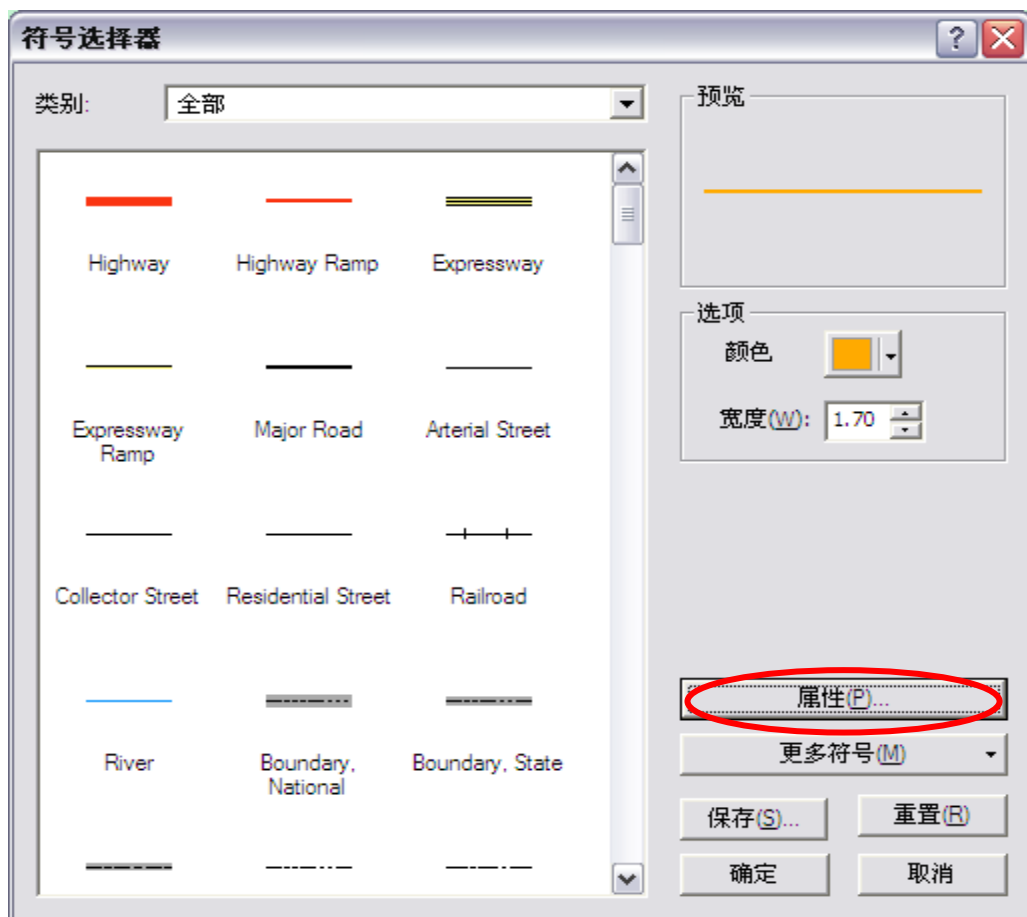 符号选择器
类别:
全部
Highway
Highway Ramp
Expressway
Expressway
Ramp
Major Road
Arterial Street
Collector Street
Residential Street
Railroad
River
Boundary,
National
Boundary, State
预览
选项
颜色
宽度(W):
1.70
属性(P)...
更多符号(M)
保存(S)...
重置(R)
确定
取消